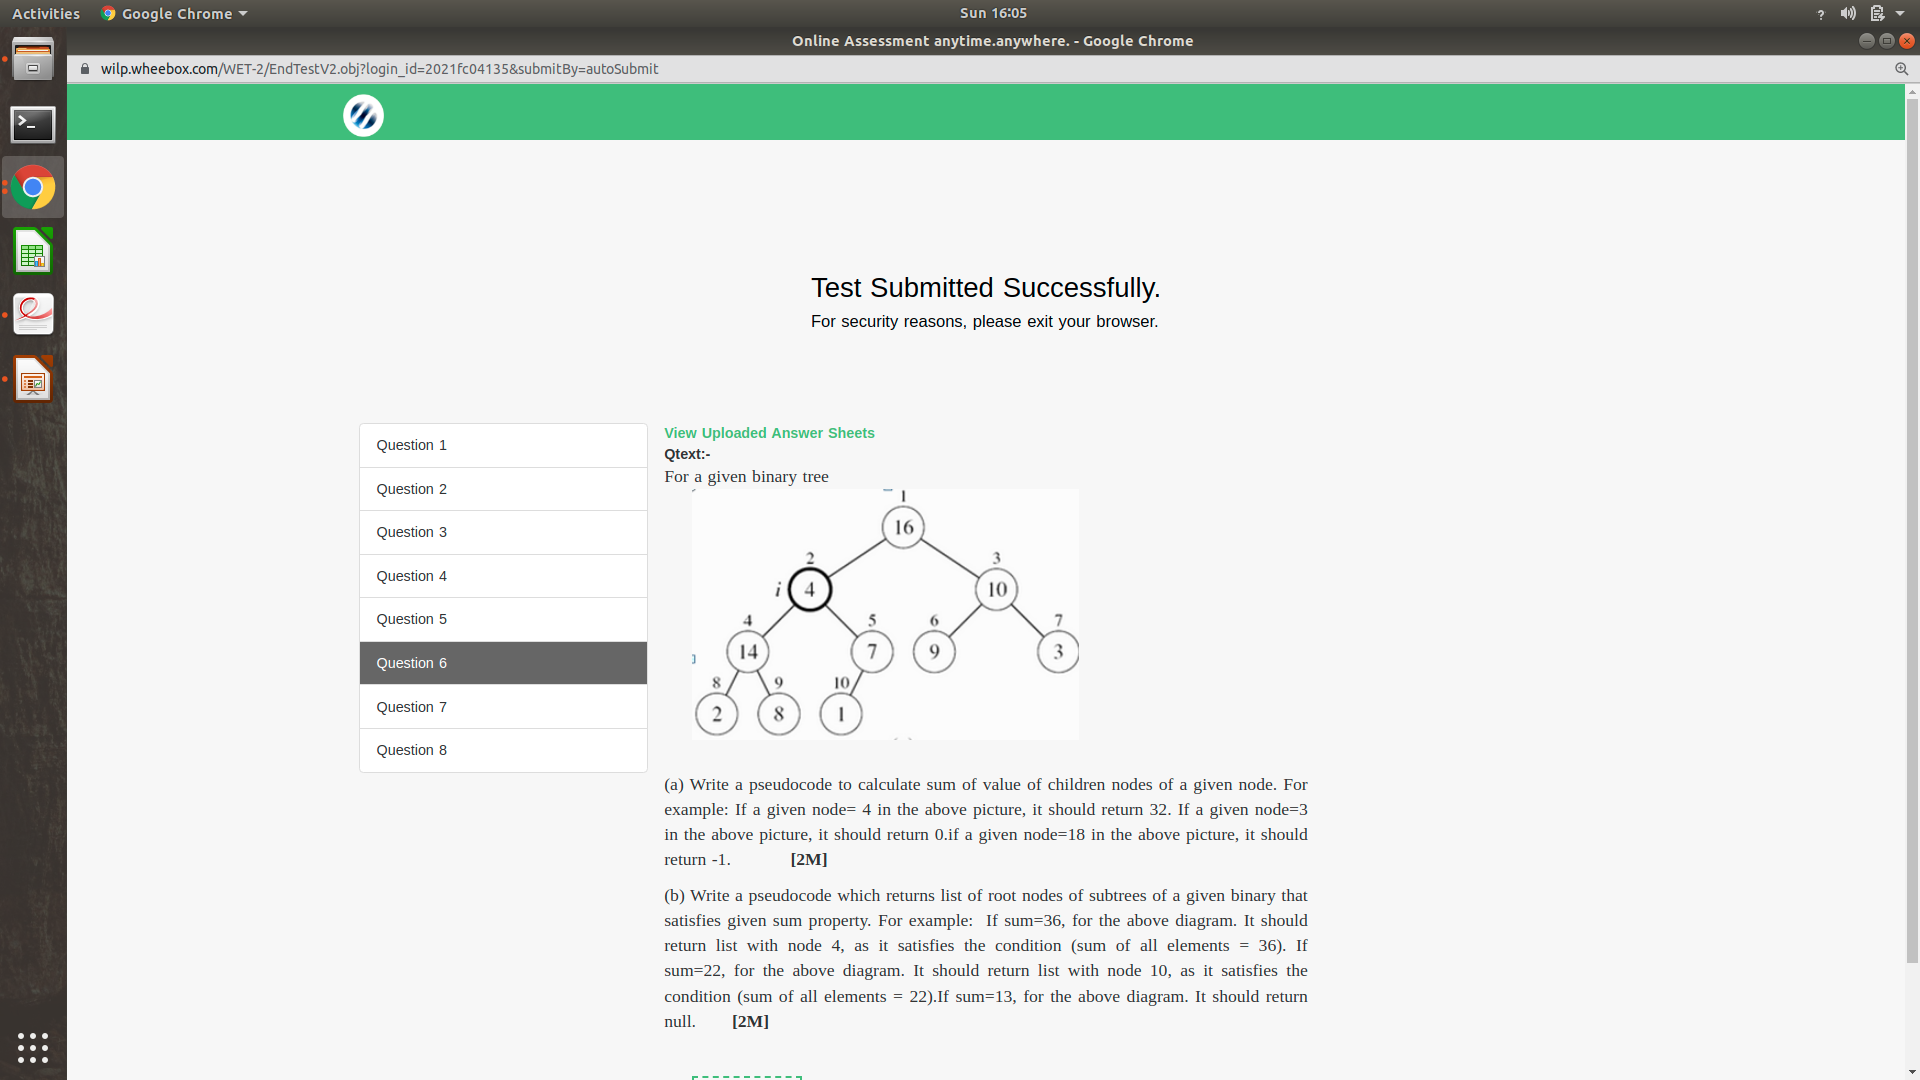 Activities Google Chrome Sun 16:05 ?
Online Assessment anytime.anywhere. - Google Chrome
wilp.wheebox.com/WET-2/EndTestV2.obj?login_id=2021fc04135&submitBy=autoSubmit
Test Submitted Successfully.
For security reasons, please exit your browser.
Question 1
Question 2
Question 3
Question 4
Question 5
Question 6
Question 7
Question 8
View Uploaded Answer Sheets
Qtext:-
For a given binary tree
1
16
2 3
i 4 10
4 5 6 7
14 7 9 3
8 9 10
2 8 1
(a) Write a pseudocode to calculate sum of value of children nodes of a given node. For
example: If a given node= 4 in the above picture, it should return 32. If a given node=3
in the above picture, it should return 0.if a given node=18 in the above picture, it should
return -1. [2M]
(b) Write a pseudocode which returns list of root nodes of subtrees of a given binary that
satisfies given sum property. For example: If sum=36, for the above diagram. It should
return list with node 4, as it satisfies the condition (sum of all elements = 36). If
sum=22, for the above diagram. It should return list with node 10, as it satisfies the
condition (sum of all elements = 22).If sum=13, for the above diagram. It should return
null. [2M]